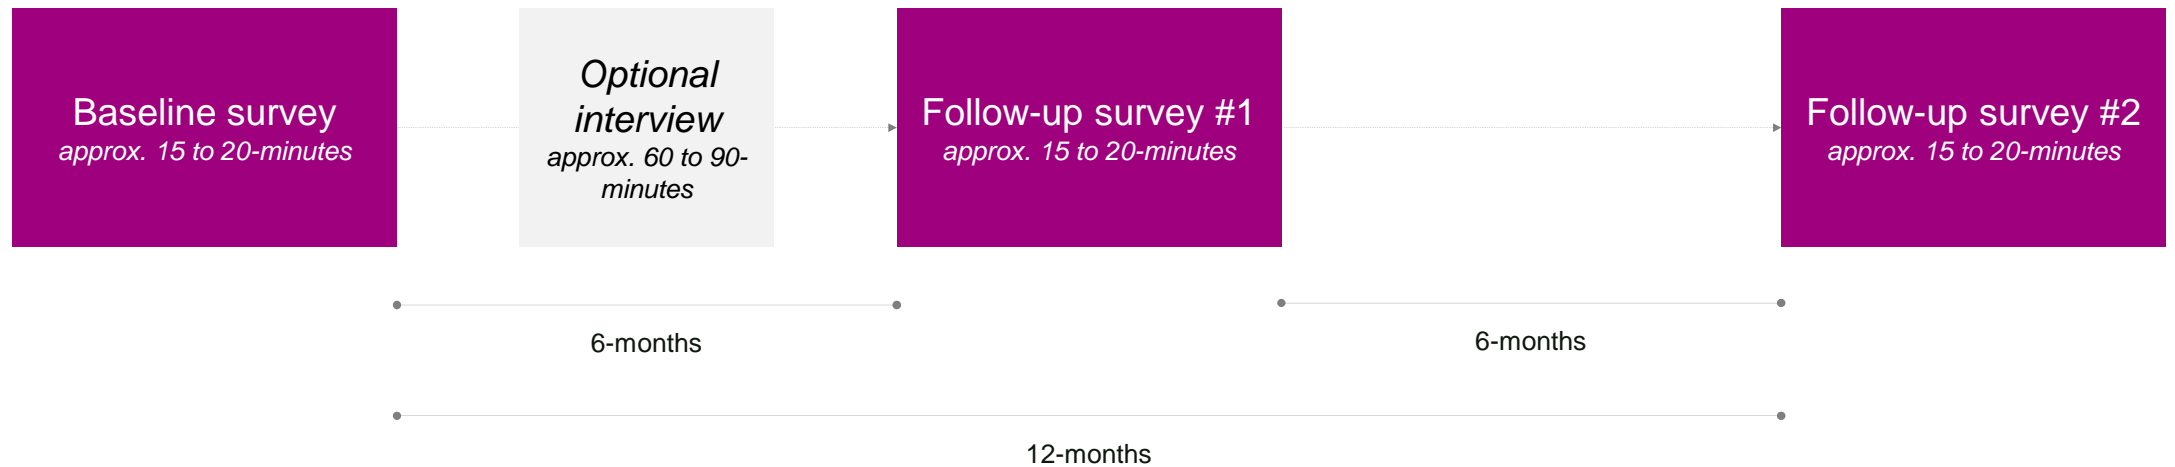 Baseline survey
approx. 15 to 20-minutes
Optional
interview
approx. 60 to 90-
minutes
Follow-up survey #1
approx. 15 to 20-minutes
Follow-up survey #2
approx. 15 to 20-minutes
6-months
6-months
12-months